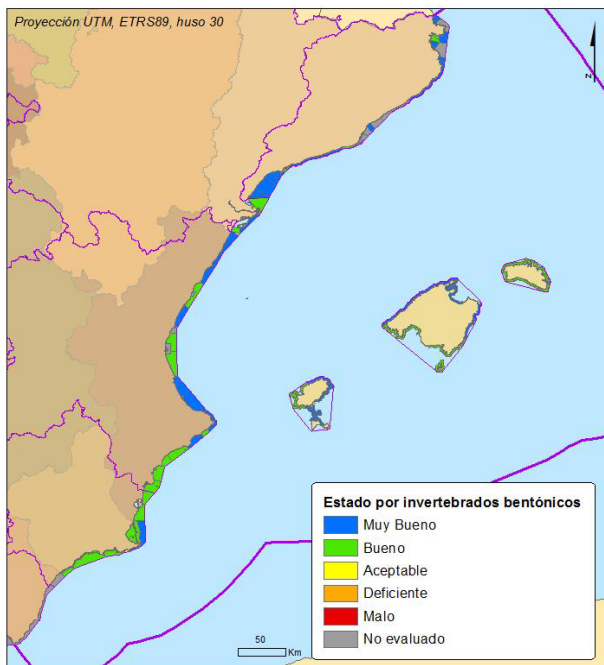 Proyección UTM, ETRS89, huso 30
N
Estado por invertebrados bentónicos
Muy Bueno
Bueno
Aceptable
Deficiente
Malo
No evaluado
50
Km